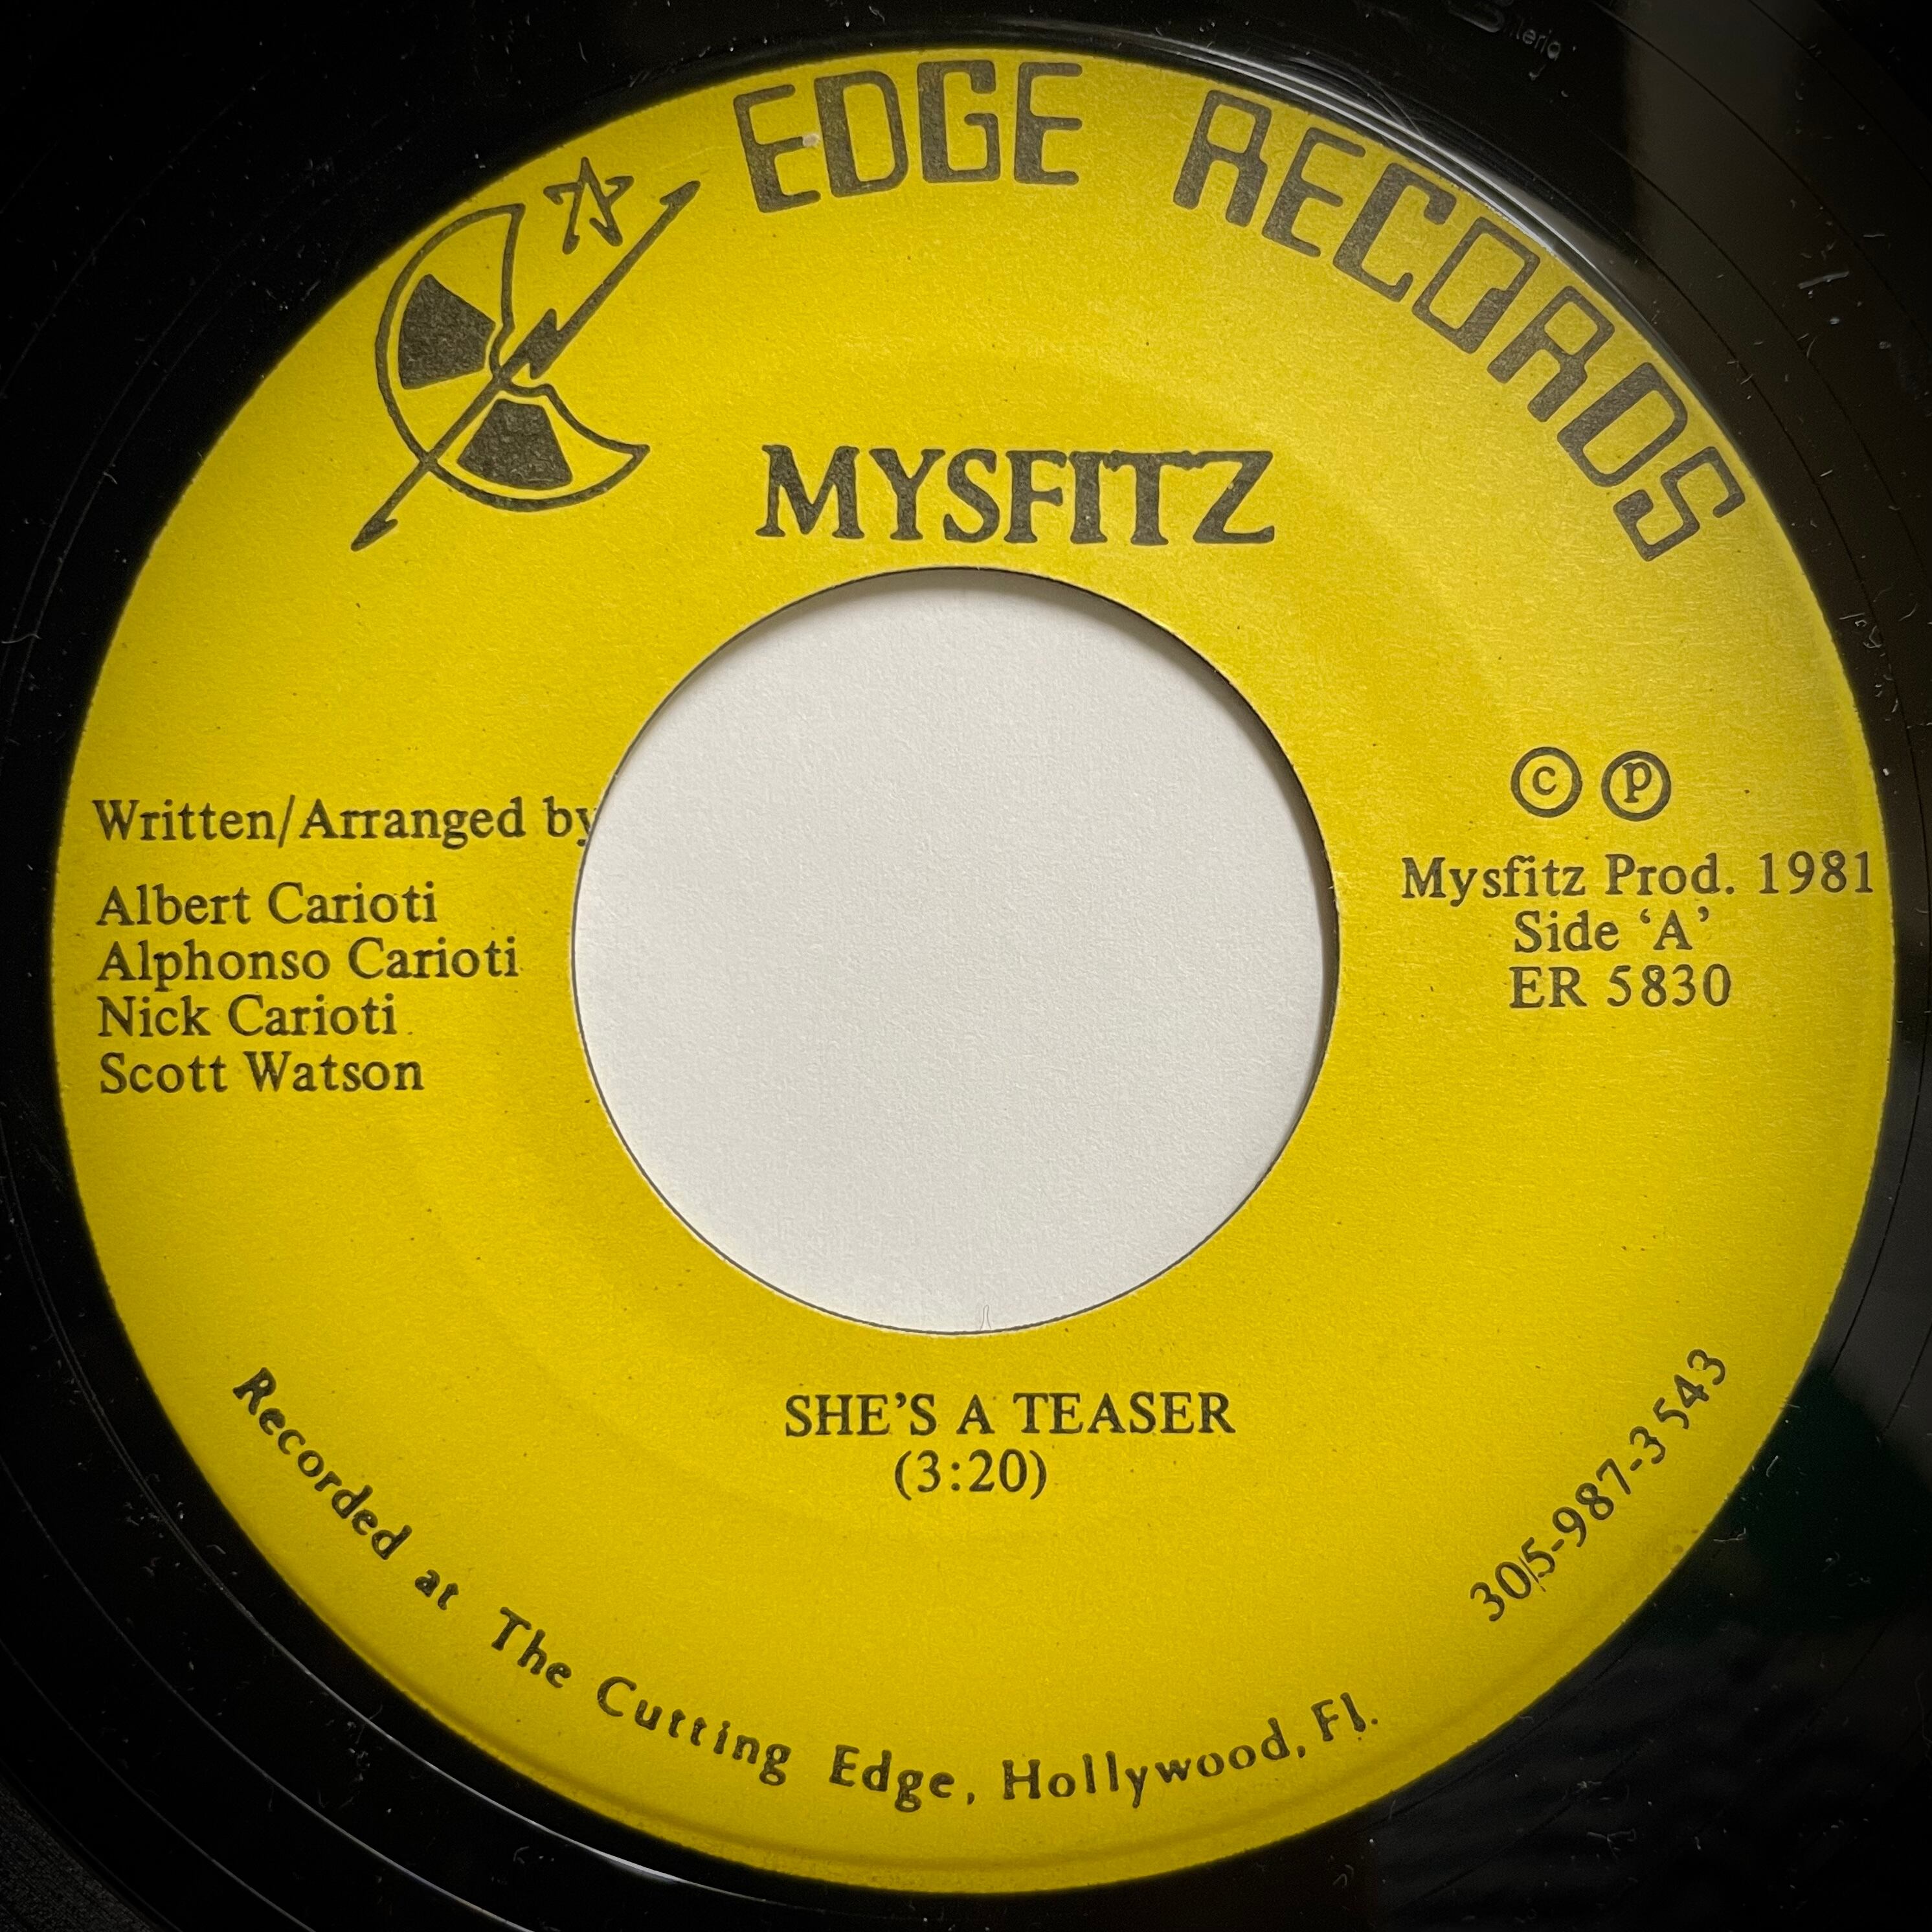 EDGE RECORDS
MYSFITZ
Written/Arranged by
Albert Carioti
Alphonso Carioti
Nick Carioti
Scott Watson
© ℗
Mysfitz Prod. 1981
Side ‘A’
ER 5830
SHE’S A TEASER
(3:20)
Recorded at The Cutting Edge, Hollywood, Fl.
305-987-3543